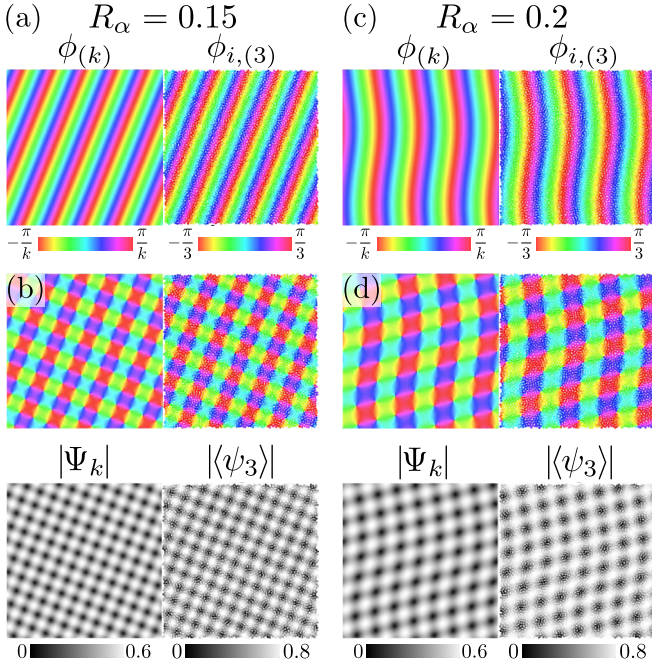 (a) R_α = 0.15 (c) R_α = 0.2
ϕ_(k) ϕ_i,(3) ϕ_(k) ϕ_i,(3)
−π/k π/k −π/3 π/3 −π/k π/k −π/3 π/3
(b) (d)
|Ψ_k| |⟨ψ_3⟩| |Ψ_k| |⟨ψ_3⟩|
0 0.6 0 0.8 0 0.6 0 0.8